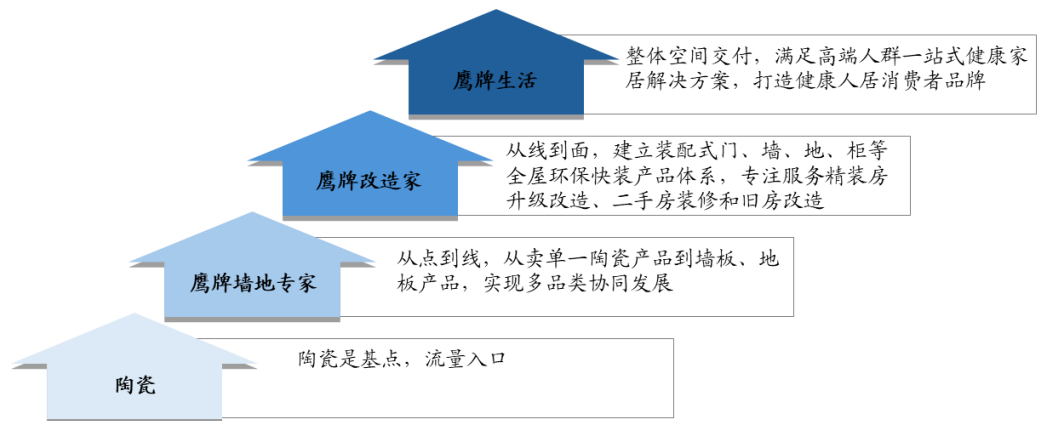 鹰牌生活
整体空间交付，满足高端人群一站式健康家
居解决方案，打造健康人居消费者品牌
鹰牌改造家
从线到面，建立装配式门、墙、地、柜等
全屋环保快装产品体系，专注服务精装房
升级改造、二手房装修和旧房改造
鹰牌墙地专家
从点到线，从卖单一陶瓷产品到墙板、地
板产品，实现多品类协同发展
陶瓷
陶瓷是基点，流量入口